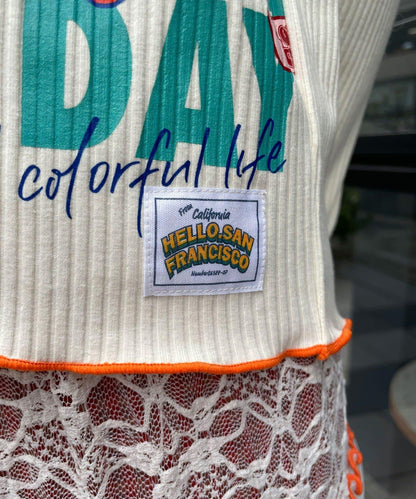 DAY
colorful life
From California
HELLO.SAN
FRANCISCO